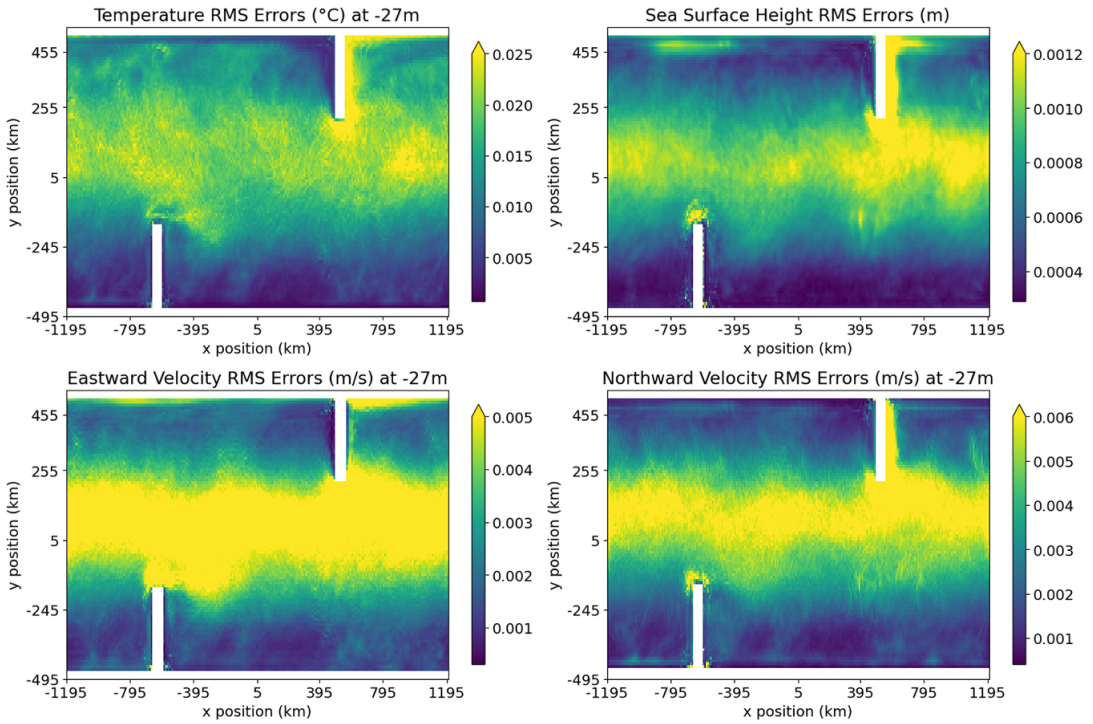 Temperature RMS Errors (°C) at -27m
455
255
5
-245
-495
y position (km)
-1195 -795 -395 5 395 795 1195
x position (km)
0.025
0.020
0.015
0.010
0.005
Sea Surface Height RMS Errors (m)
455
255
5
-245
-495
y position (km)
-1195 -795 -395 5 395 795 1195
x position (km)
0.0012
0.0010
0.0008
0.0006
0.0004
Eastward Velocity RMS Errors (m/s) at -27m
455
255
5
-245
-495
y position (km)
-1195 -795 -395 5 395 795 1195
x position (km)
0.005
0.004
0.003
0.002
0.001
Northward Velocity RMS Errors (m/s) at -27m
455
255
5
-245
-495
y position (km)
-1195 -795 -395 5 395 795 1195
x position (km)
0.006
0.005
0.004
0.003
0.002
0.001